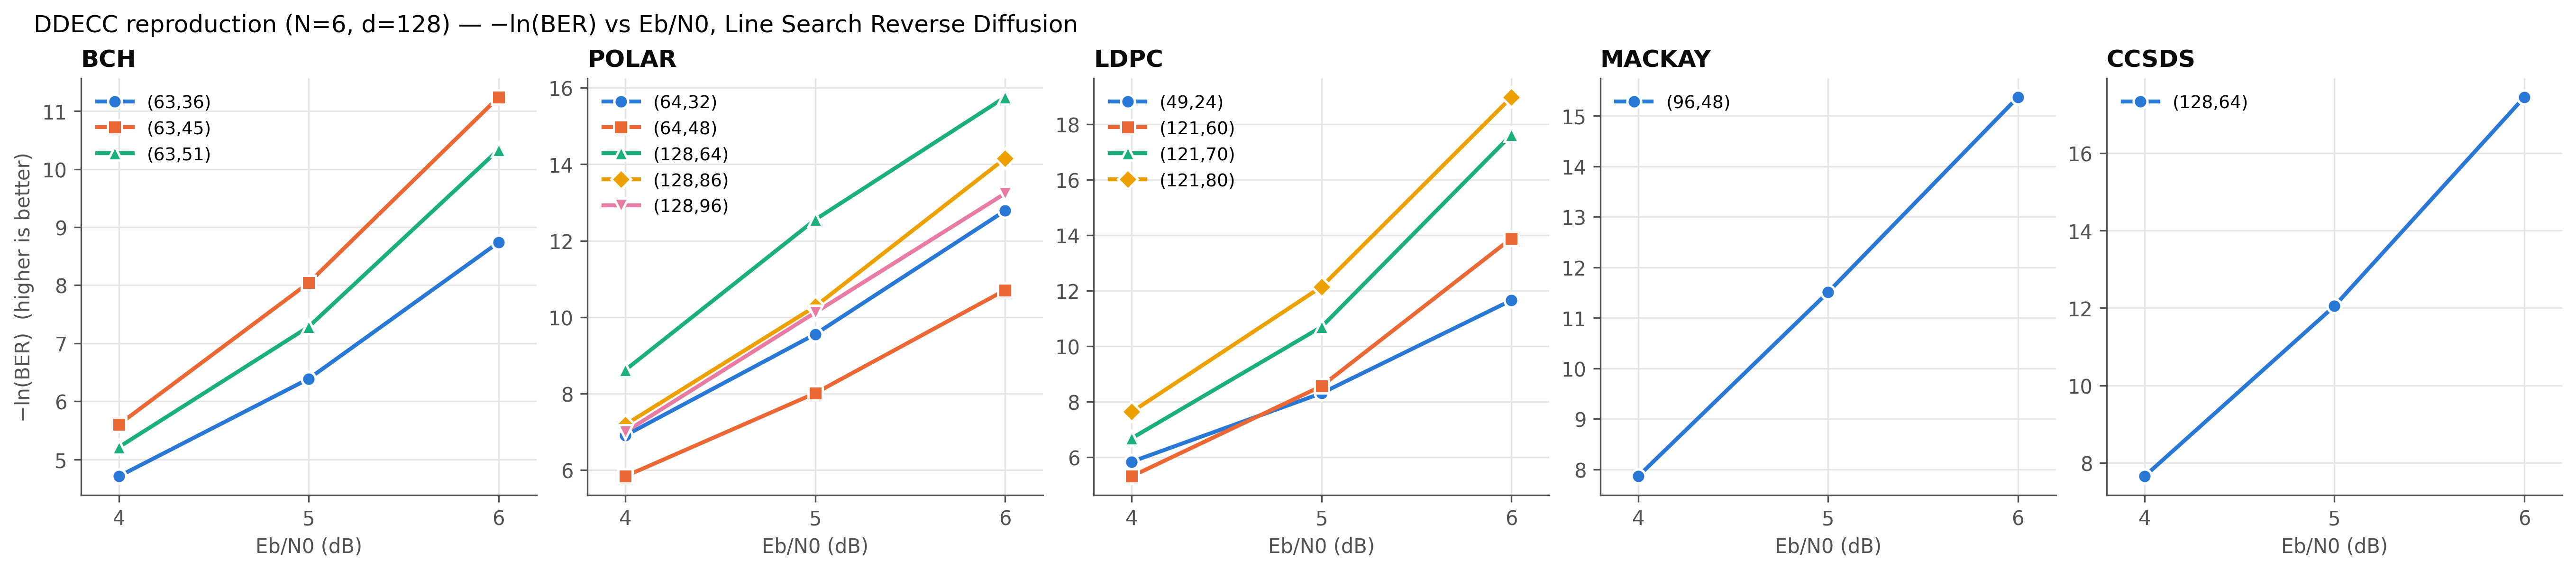 DDECC reproduction (N=6, d=128) — −ln(BER) vs Eb/N0, Line Search Reverse Diffusion
BCH
−ln(BER) (higher is better)
11
10
9
8
7
6
5
(63,36)
(63,45)
(63,51)
4 5 6
Eb/N0 (dB)
POLAR
16
14
12
10
8
6
(64,32)
(64,48)
(128,64)
(128,86)
(128,96)
4 5 6
Eb/N0 (dB)
LDPC
18
16
14
12
10
8
6
(49,24)
(121,60)
(121,70)
(121,80)
4 5 6
Eb/N0 (dB)
MACKAY
15
14
13
12
11
10
9
8
(96,48)
4 5 6
Eb/N0 (dB)
CCSDS
16
14
12
10
8
(128,64)
4 5 6
Eb/N0 (dB)